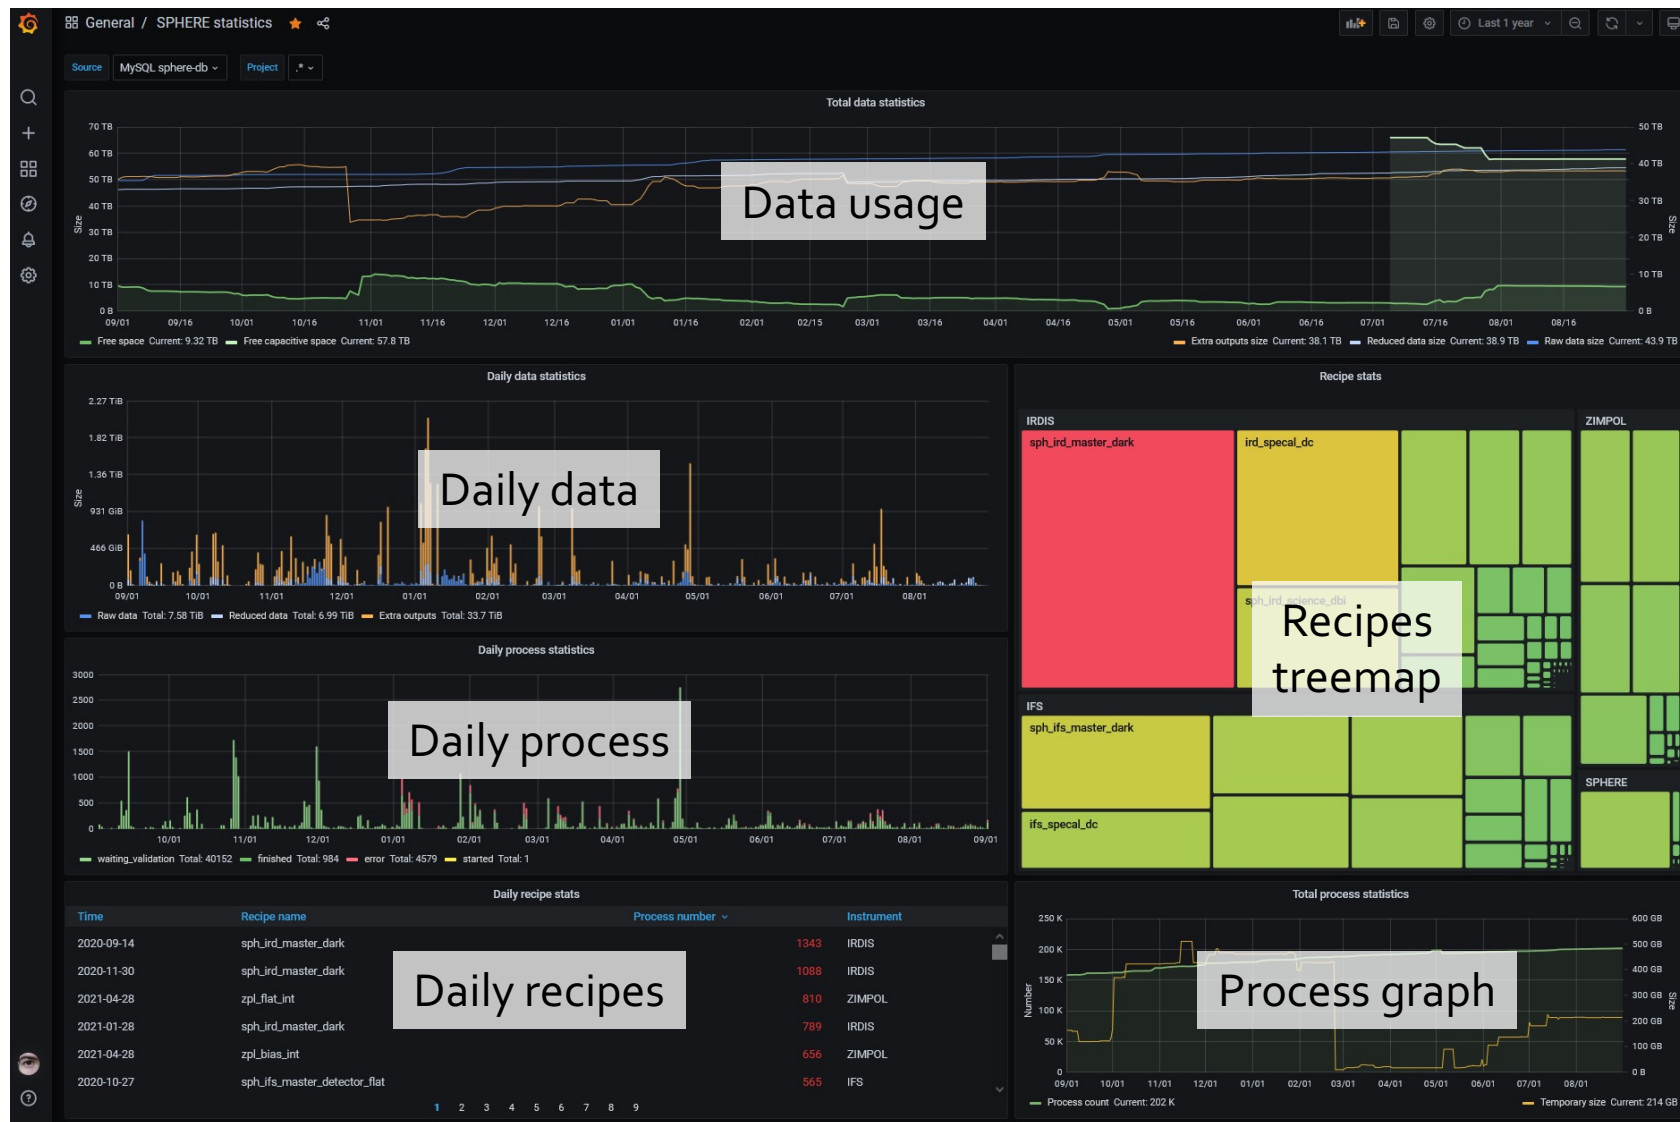 General / SPHERE statistics
Last 1 year
Source MySQL sphere-db Project .*
Total data statistics
70 TB
60 TB
50 TB
40 TB
30 TB
20 TB
10 TB
0 B
Size
50 TB
40 TB
30 TB
20 TB
10 TB
0 B
Size
Data usage
09/01 09/16 10/01 10/16 11/01 11/16 12/01 12/16 01/01 01/16 02/01 02/15 03/01 03/16 04/01 04/16 05/01 05/16 06/01 06/16 07/01 07/16 08/01 08/16
Free space Current: 9.32 TB Free capacitive space Current: 57.8 TB
Extra outputs size Current: 38.1 TB Reduced data size Current: 38.9 TB Raw data size Current: 43.9 TB
Daily data statistics
2.27 TiB
1.82 TiB
1.36 TiB
931 GiB
466 GiB
0 B
Size
Daily data
09/01 10/01 11/01 12/01 01/01 02/01 03/01 04/01 05/01 06/01 07/01 08/01
Raw data Total: 7.58 TiB Reduced data Total: 6.99 TiB Extra outputs Total: 33.7 TiB
Recipe stats
IRDIS
sph_ird_master_dark
ird_specal_dc
sph_ird_science_dbi
ZIMPOL
Recipes
treemap
IFS
sph_ifs_master_dark
ifs_specal_dc
SPHERE
Daily process statistics
3000
2500
2000
1500
1000
500
0
Daily process
10/01 11/01 12/01 01/01 02/01 03/01 04/01 05/01 06/01 07/01 08/01 09/01
waiting_validation Total: 40152 finished Total: 984 error Total: 4579 started Total: 1
Daily recipe stats
Time Recipe name Process number Instrument
2020-09-14 sph_ird_master_dark 1343 IRDIS
2020-11-30 sph_ird_master_dark 1088 IRDIS
2021-04-28 zpl_flat_int 810 ZIMPOL
2021-01-28 sph_ird_master_dark 789 IRDIS
2021-04-28 zpl_bias_int 656 ZIMPOL
2020-10-27 sph_ifs_master_detector_flat 565 IFS
Daily recipes
1 2 3 4 5 6 7 8 9
Total process statistics
250 K
200 K
150 K
100 K
50 K
0
Number
600 GB
500 GB
400 GB
300 GB
200 GB
100 GB
0 B
Size
Process graph
09/01 10/01 11/01 12/01 01/01 02/01 03/01 04/01 05/01 06/01 07/01 08/01
Process count Current: 202 K Temporary size Current: 214 GB